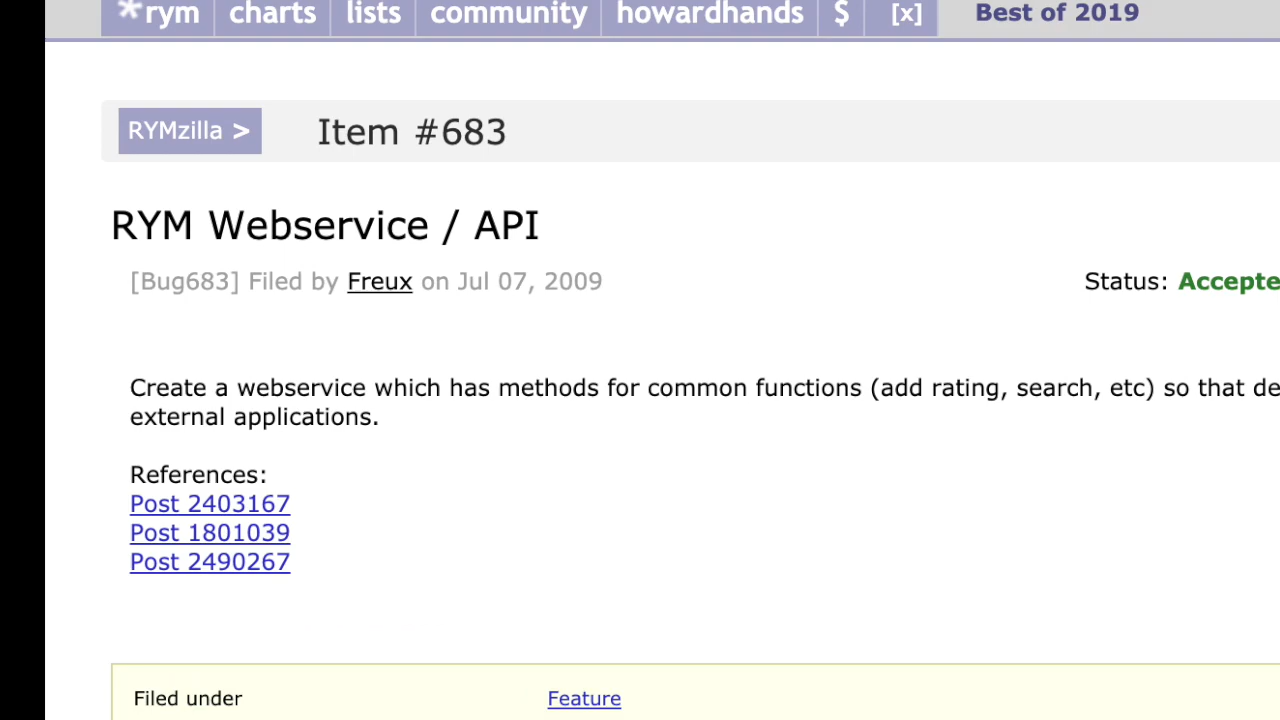 *rym charts lists community howardhands $ [x] Best of 2019
RYMzilla > Item #683
RYM Webservice / API
[Bug683] Filed by Freux on Jul 07, 2009 Status: Accepte
Create a webservice which has methods for common functions (add rating, search, etc) so that de
external applications.
References:
Post 2403167
Post 1801039
Post 2490267
Filed under Feature